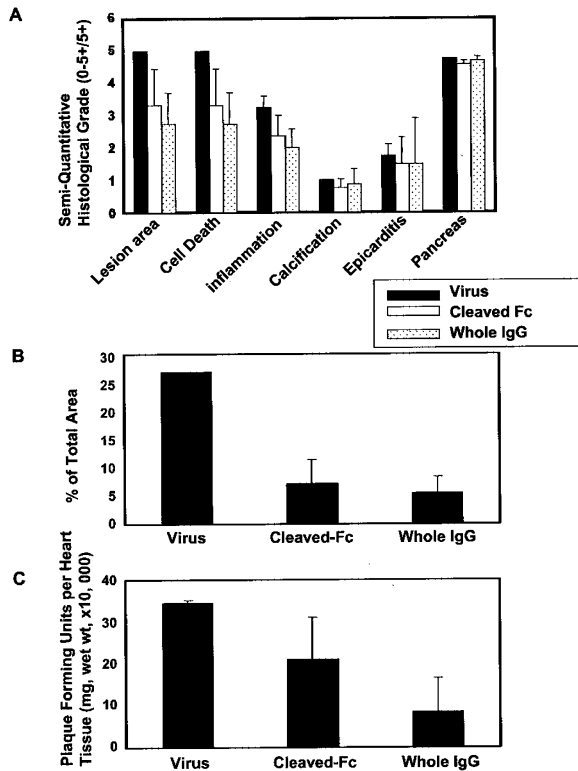 A
Semi-Quantitative
Histological Grade (0-5+/5+)
6
5
4
3
2
1
0
Lesion area
Cell Death
inflammation
Calcification
Epicarditis
Pancreas
Virus
Cleaved Fc
Whole IgG
B
% of Total Area
30
25
20
15
10
5
0
Virus
Cleaved-Fc
Whole IgG
C
Plaque Forming Units per Heart
Tissue (mg, wet wt, x10, 000)
40
30
20
10
0
Virus
Cleaved-Fc
Whole IgG